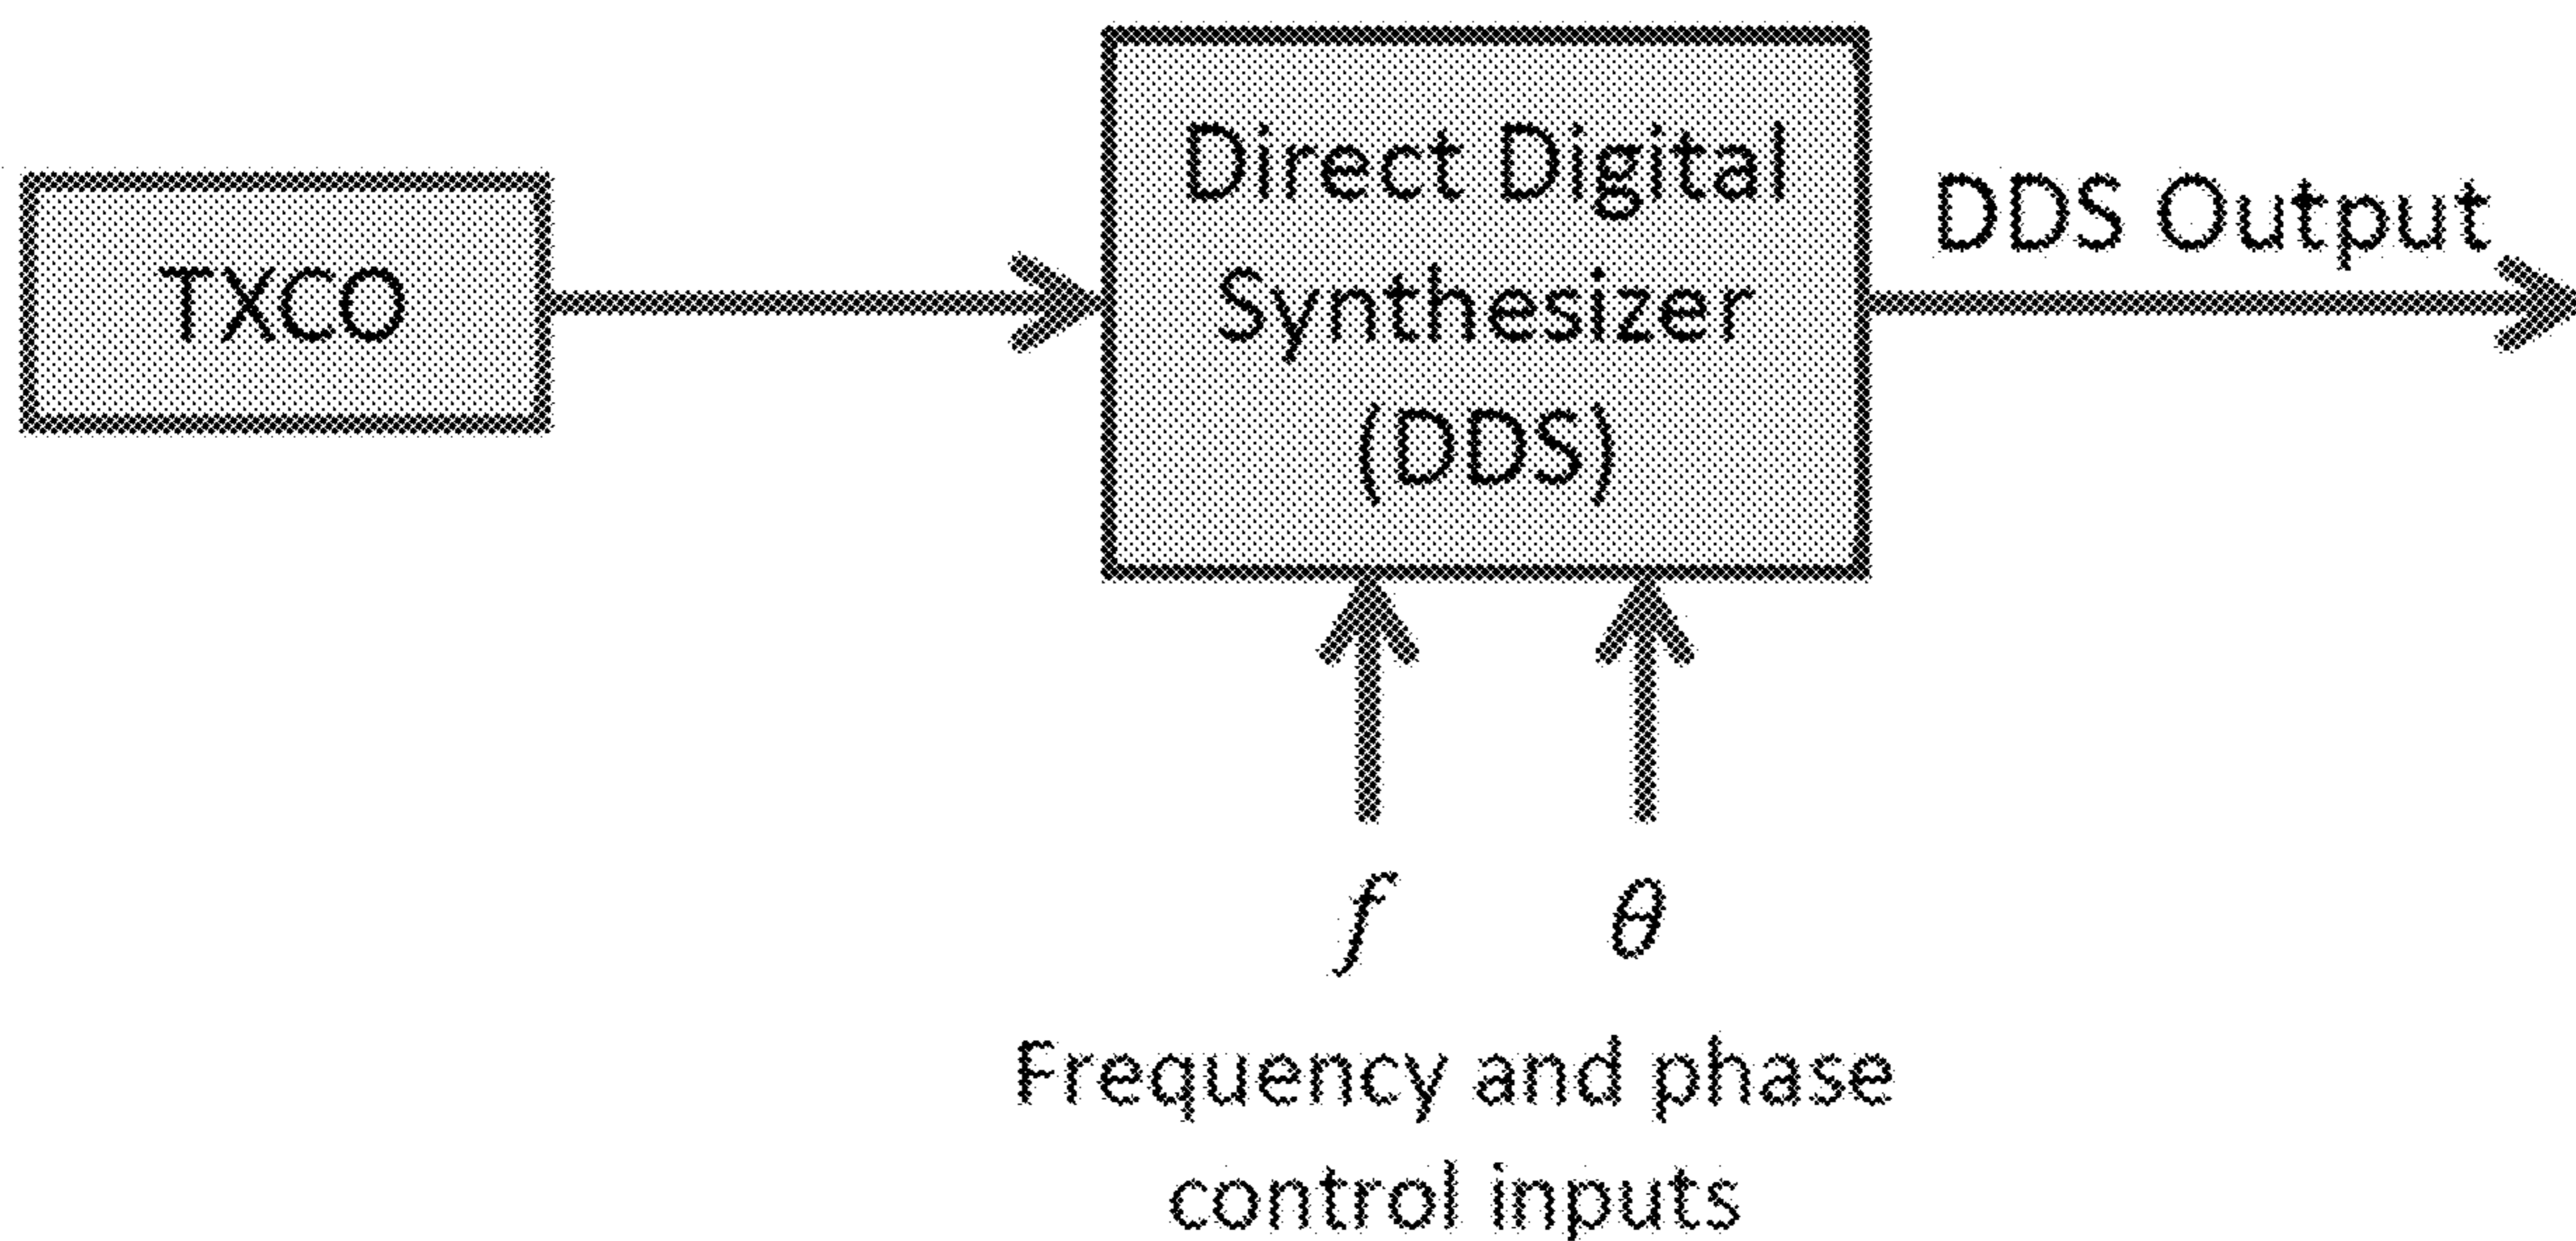 TXCO
Direct Digital
Synthesizer
(DDS)
DDS Output
f θ
Frequency and phase
control inputs